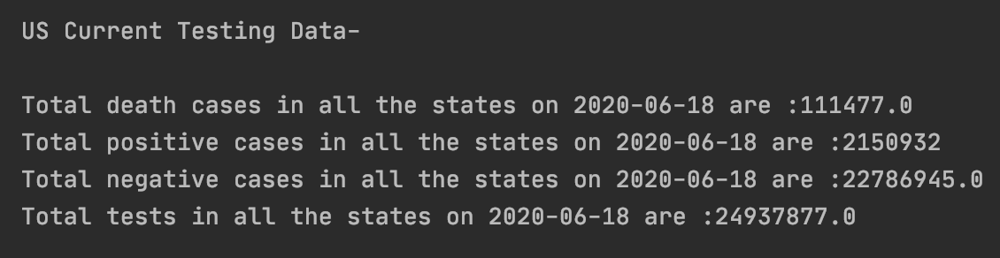 US Current Testing Data-
Total death cases in all the states on 2020-06-18 are :111477.0
Total positive cases in all the states on 2020-06-18 are :2150932
Total negative cases in all the states on 2020-06-18 are :22786945.0
Total tests in all the states on 2020-06-18 are :24937877.0